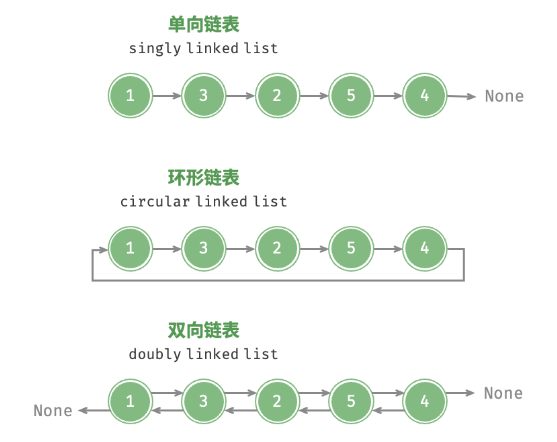 单向链表
singly linked list
1 3 2 5 4 None
环形链表
circular linked list
1 3 2 5 4
双向链表
doubly linked list
None 1 3 2 5 4 None